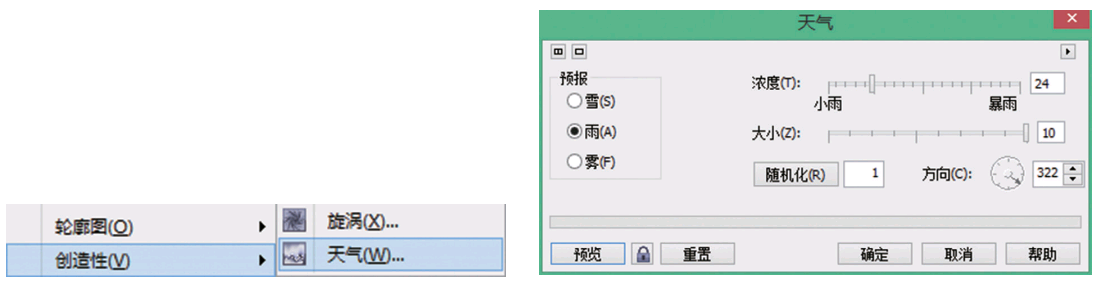 轮廓图(O)
旋涡(X)...
创造性(V)
天气(W)...
天气
预报
雪(S)
雨(A)
雾(F)
浓度(T): 24
小雨 暴雨
大小(Z): 10
随机化(R) 1 方向(C): 322
预览 重置 确定 取消 帮助